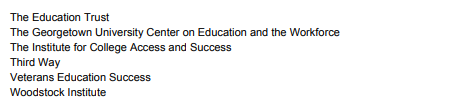 The Education Trust
The Georgetown University Center on Education and the Workforce
The Institute for College Access and Success
Third Way
Veterans Education Success
Woodstock Institute